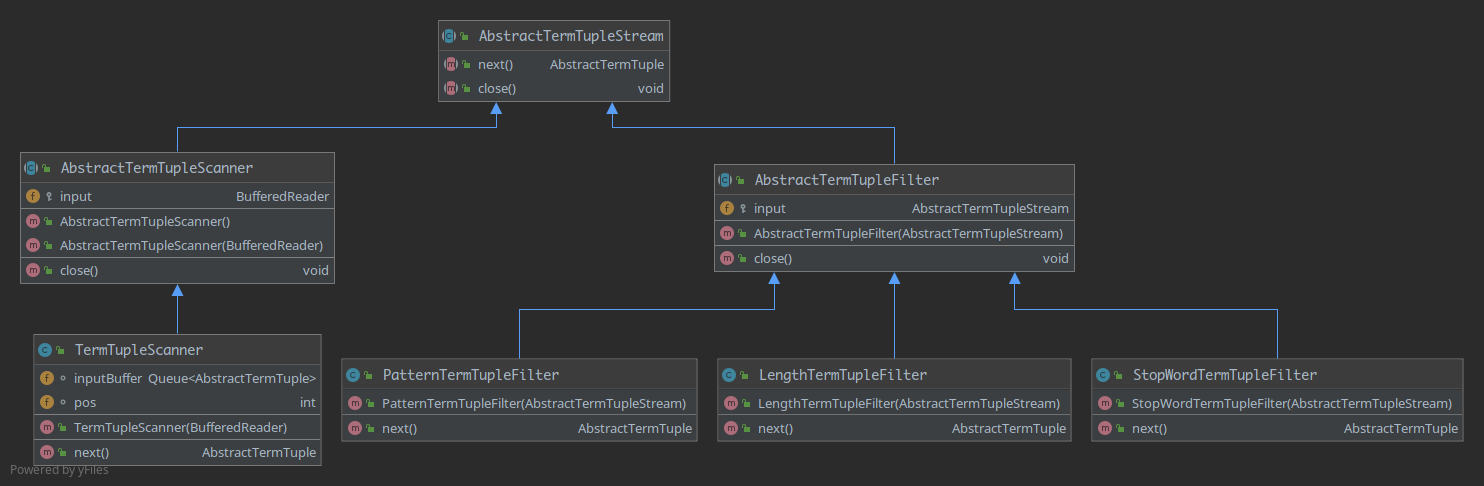 AbstractTermTupleStream
next() AbstractTermTuple
close() void
AbstractTermTupleScanner
input BufferedReader
AbstractTermTupleScanner()
AbstractTermTupleScanner(BufferedReader)
close() void
AbstractTermTupleFilter
input AbstractTermTupleStream
AbstractTermTupleFilter(AbstractTermTupleStream)
close() void
TermTupleScanner
inputBuffer Queue<AbstractTermTuple>
pos int
TermTupleScanner(BufferedReader)
next() AbstractTermTuple
PatternTermTupleFilter
PatternTermTupleFilter(AbstractTermTupleStream)
next() AbstractTermTuple
LengthTermTupleFilter
LengthTermTupleFilter(AbstractTermTupleStream)
next() AbstractTermTuple
StopWordTermTupleFilter
StopWordTermTupleFilter(AbstractTermTupleStream)
next() AbstractTermTuple
Powered by yFiles